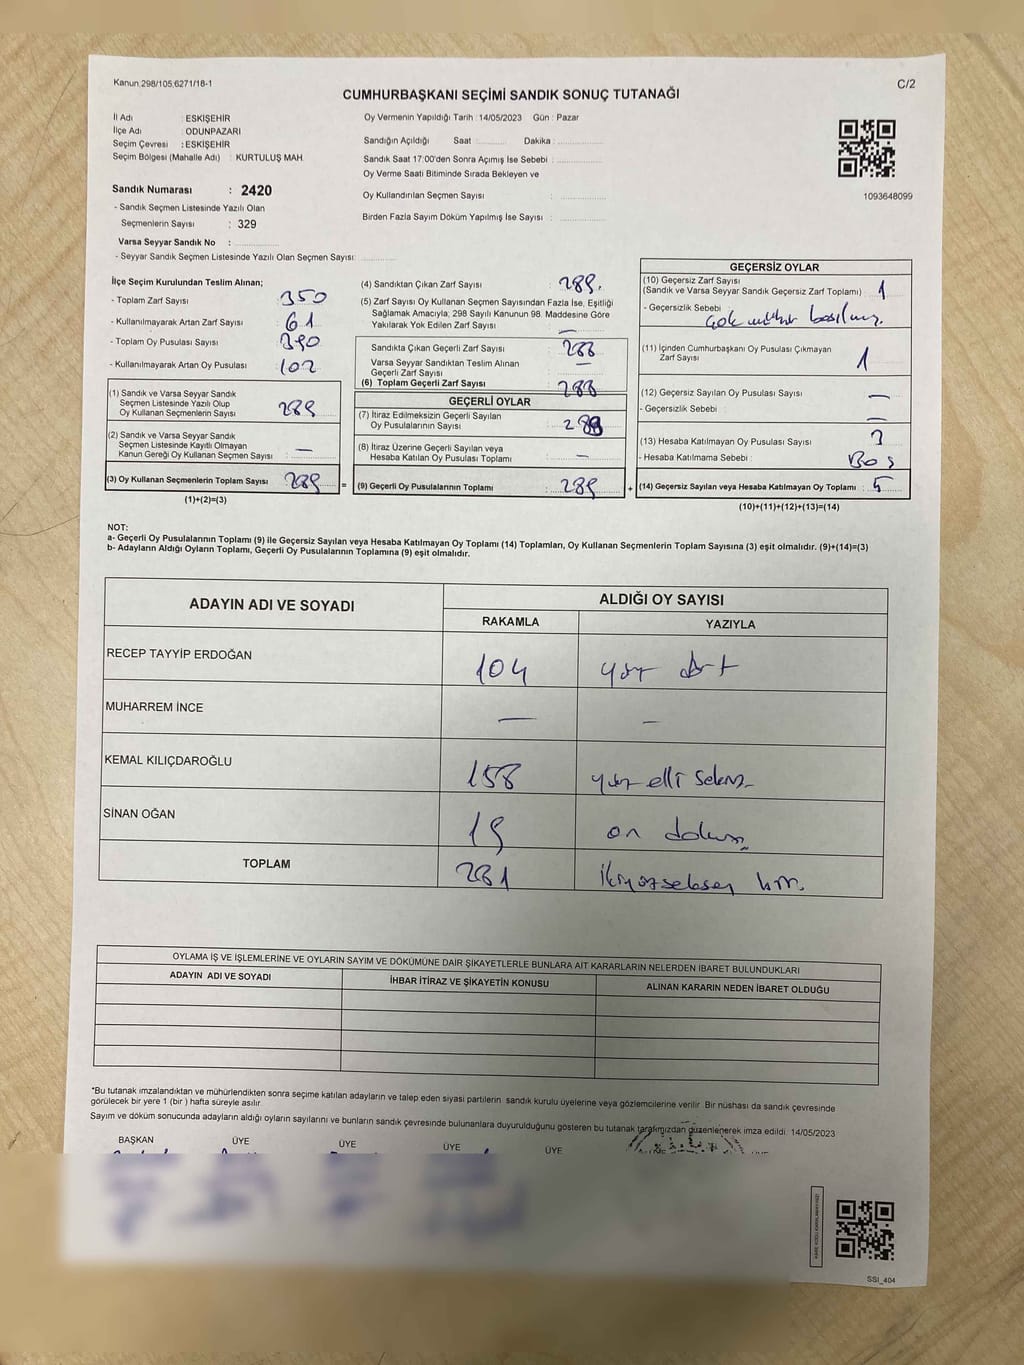 Kanun 298/105,6271/18-1
C/2
CUMHURBAŞKANI SEÇİMİ SANDIK SONUÇ TUTANAĞI
İl Adı : ESKİŞEHİR
İlçe Adı : ODUNPAZARI
Seçim Çevresi : ESKİŞEHİR
Seçim Bölgesi (Mahalle Adı) : KURTULUŞ MAH.
Sandık Numarası : 2420
- Sandık Seçmen Listesinde Yazılı Olan
Seçmenlerin Sayısı : 329
Varsa Seyyar Sandık No :
- Seyyar Sandık Seçmen Listesinde Yazılı Olan Seçmen Sayısı:
Oy Vermenin Yapıldığı Tarih : 14/05/2023 Gün : Pazar
Sandığın Açıldığı Saat Dakika :
Sandık Saat 17:00'den Sonra Açımış İse Sebebi :
Oy Verme Saati Bitiminde Sırada Bekleyen ve
Oy Kullandırılan Seçmen Sayısı :
Birden Fazla Sayım Döküm Yapılmış İse Sayısı :
1093648099
İlçe Seçim Kurulundan Teslim Alınan;
- Toplam Zarf Sayısı : 350
- Kullanılmayarak Artan Zarf Sayısı : 61
- Toplam Oy Pusulası Sayısı : 390
- Kullanılmayarak Artan Oy Pusulası : 102
(1) Sandık ve Varsa Seyyar Sandık
Seçmen Listesinde Yazılı Olup
Oy Kullanan Seçmenlerin Sayısı : 289
(2) Sandık ve Varsa Seyyar Sandık
Seçmen Listesinde Kayıtlı Olmayan
Kanun Gereği Oy Kullanan Seçmen Sayısı : —
(3) Oy Kullanan Seçmenlerin Toplam Sayısı : 289 =
(1)+(2)=(3)
(4) Sandıktan Çıkan Zarf Sayısı : 289.
(5) Zarf Sayısı Oy Kullanan Seçmen Sayısından Fazla İse, Eşitliği
Sağlamak Amacıyla, 298 Sayılı Kanunun 98. Maddesine Göre
Yakılarak Yok Edilen Zarf Sayısı : —
Sandıkta Çıkan Geçerli Zarf Sayısı : 288
Varsa Seyyar Sandıktan Teslim Alınan
Geçerli Zarf Sayısı : —
(6) Toplam Geçerli Zarf Sayısı : 288
GEÇERLİ OYLAR
(7) İtiraz Edilmeksizin Geçerli Sayılan
Oy Pusulalarının Sayısı :
(8) İtiraz Üzerine Geçerli Sayılan veya
Hesaba Katılan Oy Pusulası Toplamı : —
(9) Geçerli Oy Pusulalarının Toplamı : 289 +
GEÇERSİZ OYLAR
(10) Geçersiz Zarf Sayısı
(Sandık ve Varsa Seyyar Sandık Geçersiz Zarf Toplamı) : 1
- Geçersizlik Sebebi : Çok mühür basılmış.
(11) İçinden Cumhurbaşkanı Oy Pusulası Çıkmayan
Zarf Sayısı : 1
(12) Geçersiz Sayılan Oy Pusulası Sayısı : —
- Geçersizlik Sebebi : —
(13) Hesaba Katılmayan Oy Pusulası Sayısı : 3
- Hesaba Katılmama Sebebi : Boş
(14) Geçersiz Sayılan veya Hesaba Katılmayan Oy Toplamı : 5
(10)+(11)+(12)+(13)=(14)
NOT:
a- Geçerli Oy Pusulalarının Toplamı (9) ile Geçersiz Sayılan veya Hesaba Katılmayan Oy Toplamı (14) Toplamları, Oy Kullanan Seçmenlerin Toplam Sayısına (3) eşit olmalıdır. (9)+(14)=(3)
b- Adayların Aldığı Oyların Toplamı, Geçerli Oy Pusulalarının Toplamına (9) eşit olmalıdır.
ADAYIN ADI VE SOYADI
ALDIĞI OY SAYISI
RAKAMLA YAZIYLA
RECEP TAYYİP ERDOĞAN 104 yüz dört
MUHARREM İNCE — —
KEMAL KILIÇDAROĞLU 158 yüz elli sekiz
SİNAN OĞAN 19 on dokuz
TOPLAM 281 ikiyüzseksen bir.
OYLAMA İŞ VE İŞLEMLERİNE VE OYLARIN SAYIM VE DÖKÜMÜNE DAİR ŞİKAYETLERLE BUNLARA AİT KARARLARIN NELERDEN İBARET BULUNDUKLARI
ADAYIN ADI VE SOYADI İHBAR İTİRAZ VE ŞİKAYETİN KONUSU ALINAN KARARIN NEDEN İBARET OLDUĞU
*Bu tutanak imzalandıktan ve mühürlendikten sonra seçime katılan adayların ve talep eden siyasi partilerin sandık kurulu üyelerine veya gözlemcilerine verilir. Bir nüshası da sandık çevresinde
görülecek bir yere 1 (bir ) hafta süreyle asılır.
Sayım ve döküm sonucunda adayların aldığı oyların sayılarını ve bunların sandık çevresinde bulunanlara duyurulduğunu gösteren bu tutanak tarafımızdan düzenlenerek imza edildi. 14/05/2023
BAŞKAN ÜYE ÜYE ÜYE ÜYE
SSI_404